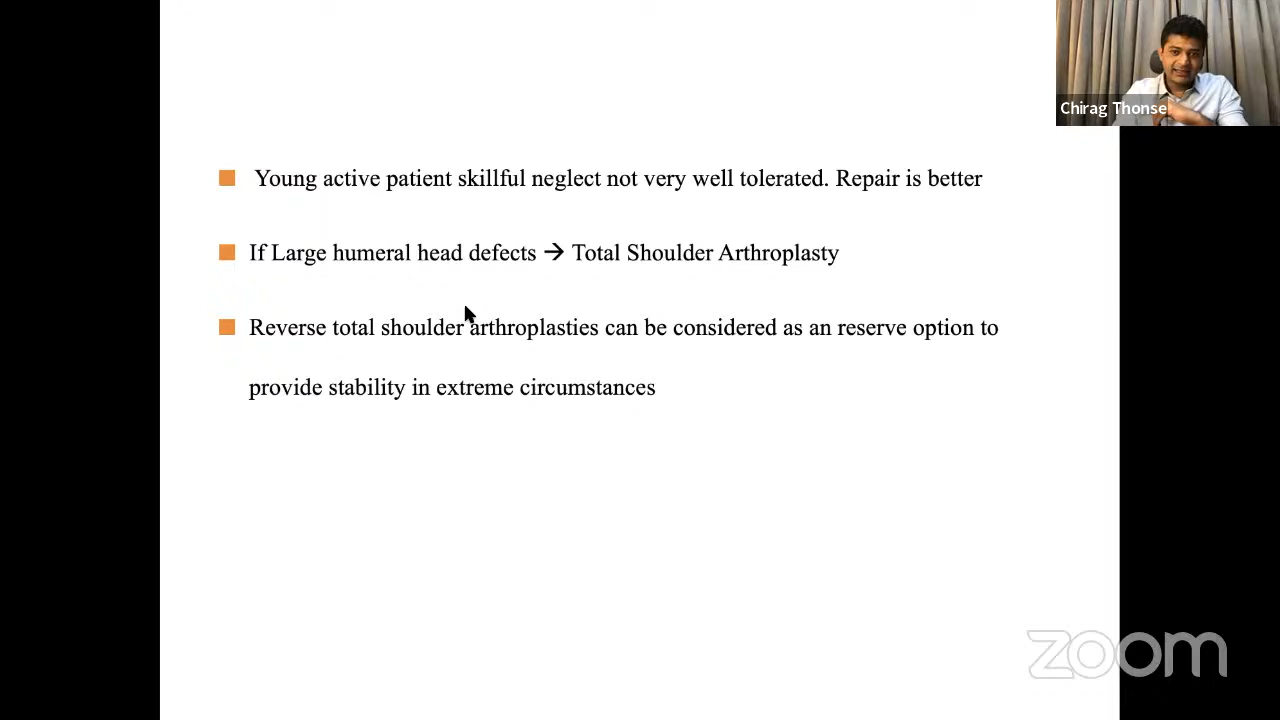 Chirag Thonse
Young active patient skillful neglect not very well tolerated. Repair is better
If Large humeral head defects → Total Shoulder Arthroplasty
Reverse total shoulder arthroplasties can be considered as an reserve option to
provide stability in extreme circumstances
zoom